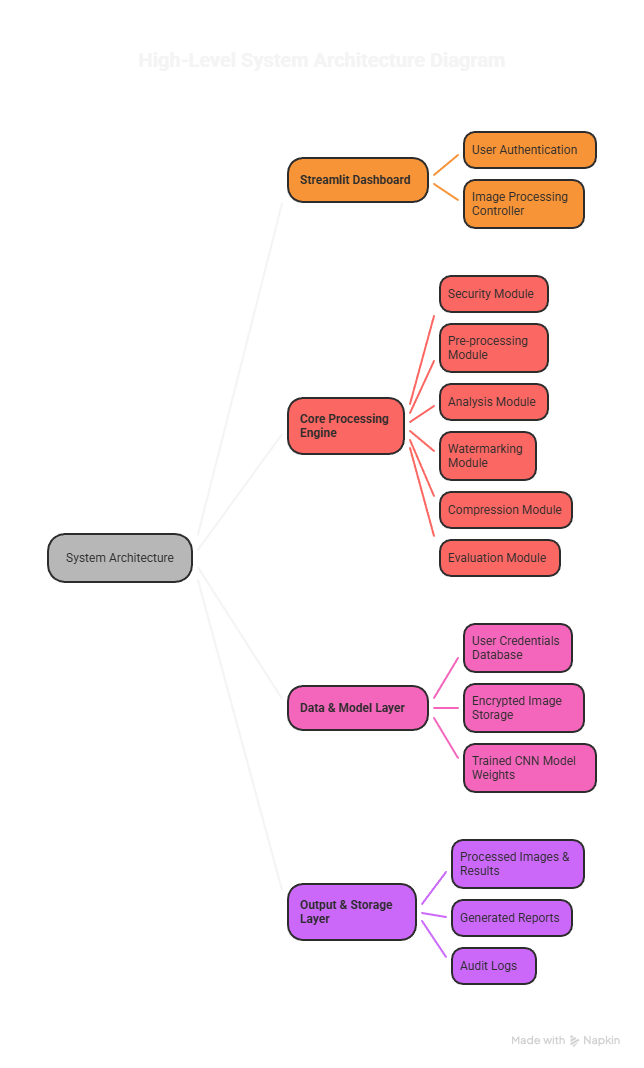 High-Level System Architecture Diagram
User Authentication
Streamlit Dashboard
Image Processing
Controller
Security Module
Pre-processing
Module
Analysis Module
Core Processing
Engine
Watermarking
Module
Compression Module
Evaluation Module
System Architecture
User Credentials
Database
Data & Model Layer
Encrypted Image
Storage
Trained CNN Model
Weights
Processed Images &
Results
Output & Storage
Layer
Generated Reports
Audit Logs
Made with Napkin